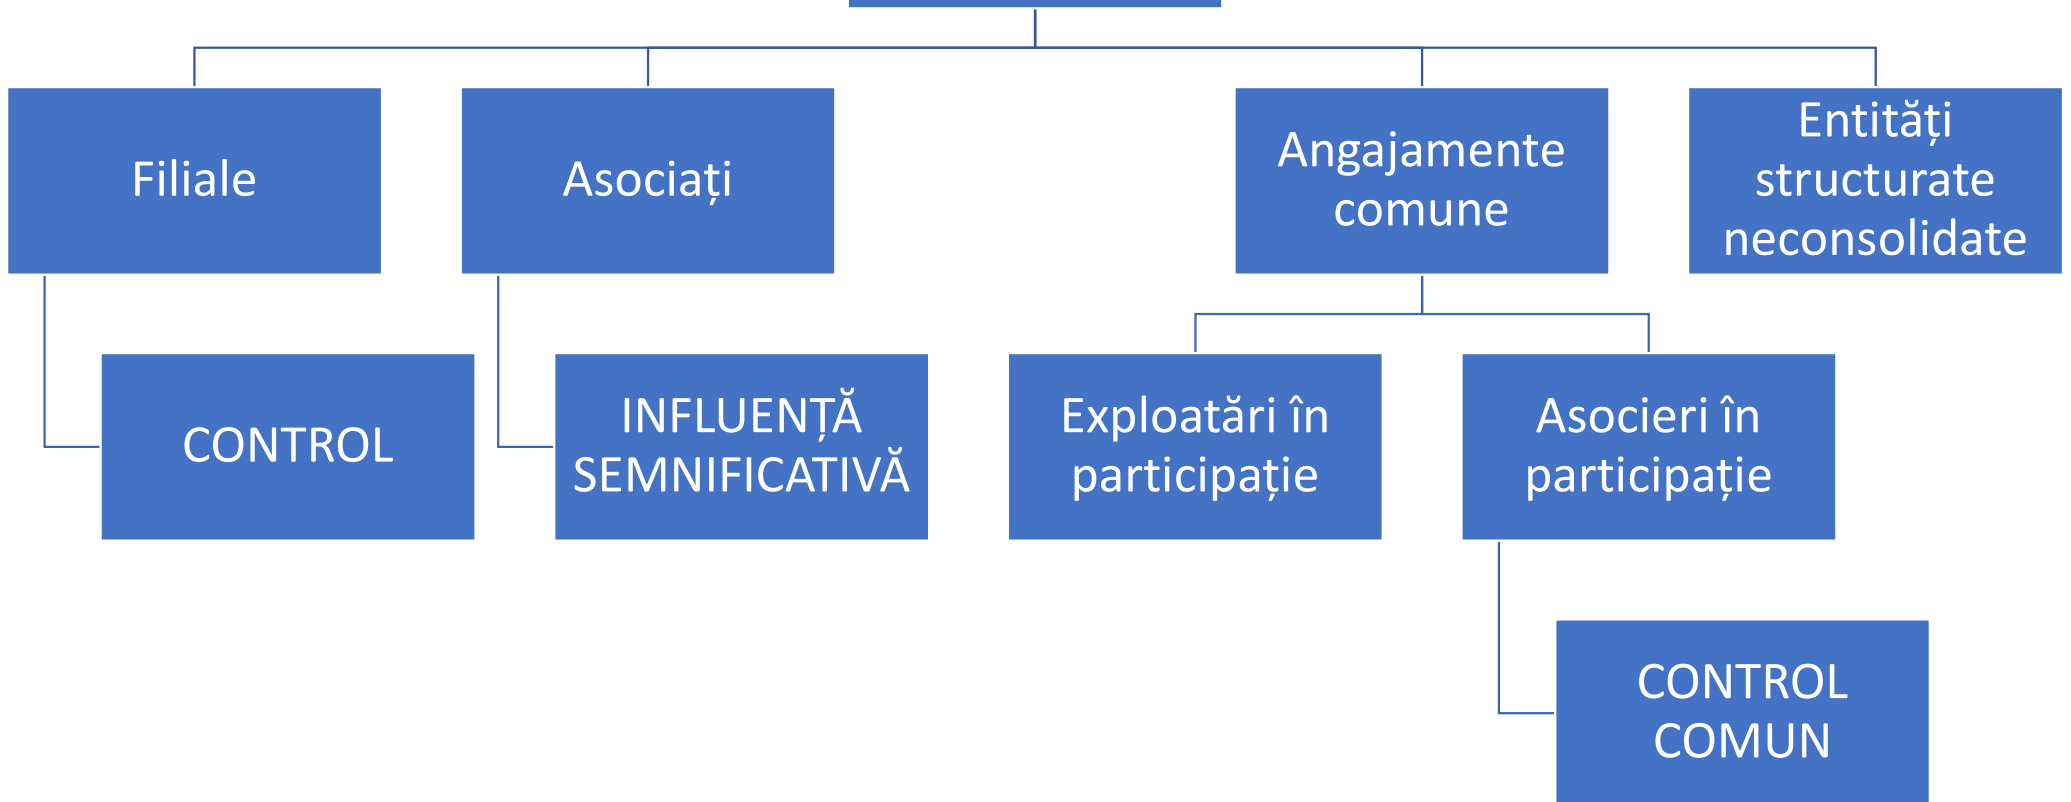 Filiale
Asociați
Angajamente
comune
Entități
structurate
neconsolidate
CONTROL
INFLUENȚĂ
SEMNIFICATIVĂ
Exploatări în
participație
Asocieri în
participație
CONTROL
COMUN